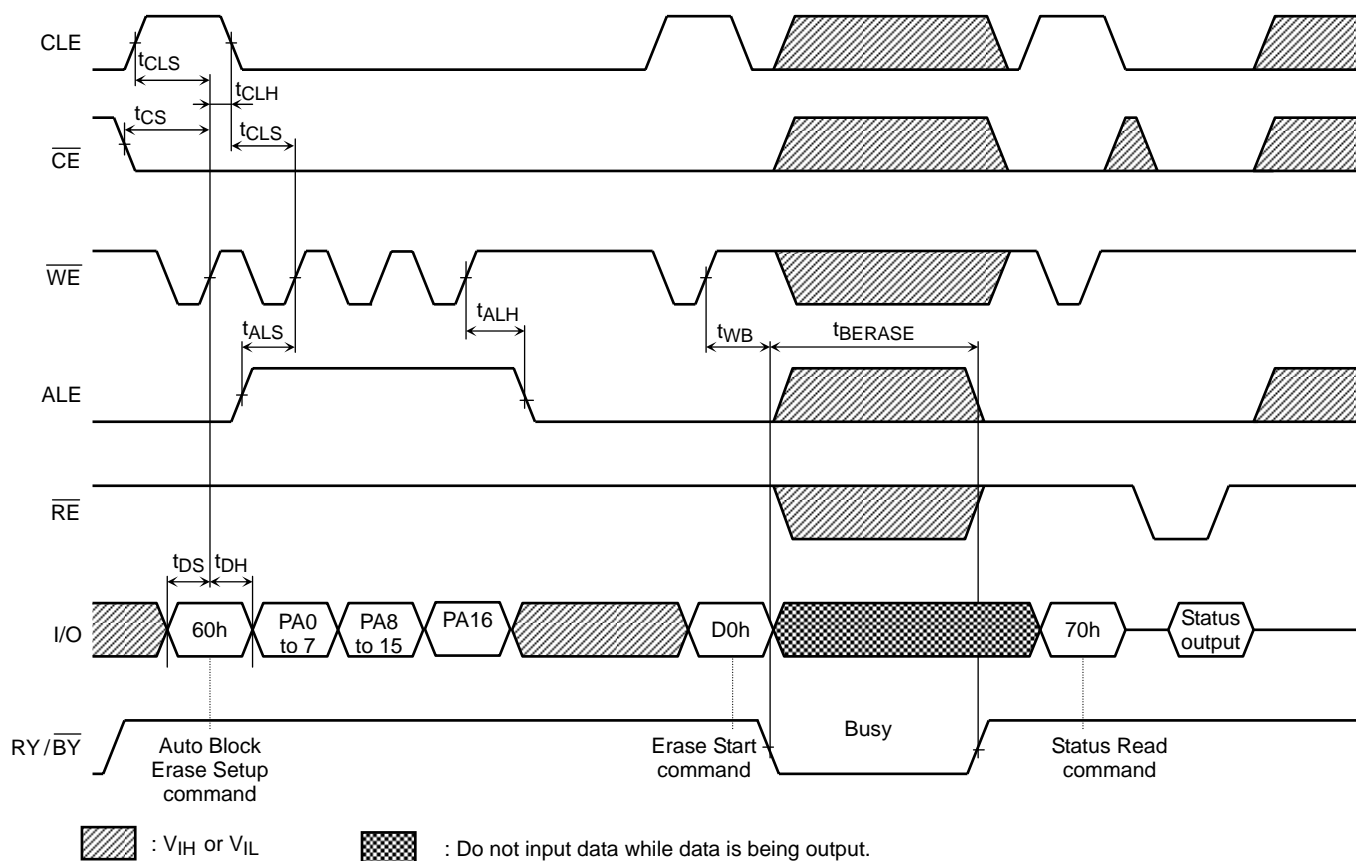 CLE
tCLS
tCLH
tCS
tCLS
CE
WE
tALS
tALH
tWB
tBERASE
ALE
RE
tDS
tDH
I/O
60h
PA0
to 7
PA8
to 15
PA16
D0h
70h
Status
output
RY/BY
Busy
Auto Block
Erase Setup
command
Erase Start
command
Status Read
command
: VIH or VIL
: Do not input data while data is being output.